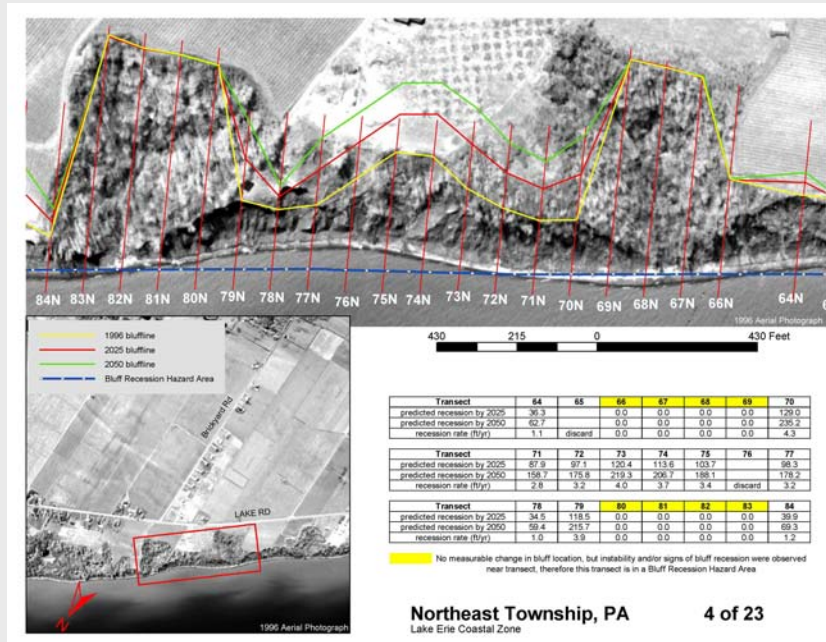 84N 83N 82N 81N 80N 79N 78N 77N 76N 75N 74N 73N 72N 71N 70N 69N 68N 67N 66N 64N
1996 Aerial Photograph
430 215 0 430 Feet
1996 bluffline
2025 bluffline
2050 bluffline
Bluff Recession Hazard Area
Brickyard Rd
LAKE RD
N
1996 Aerial Photograph
Transect 64 65 66 67 68 69 70
predicted recession by 2025 36.3 0.0 0.0 0.0 0.0 129.0
predicted recession by 2050 62.7 0.0 0.0 0.0 0.0 235.2
recession rate (ft/yr) 1.1 discard 0.0 0.0 0.0 0.0 4.3
Transect 71 72 73 74 75 76 77
predicted recession by 2025 87.9 97.1 120.4 113.6 103.7 98.3
predicted recession by 2050 158.7 175.8 219.3 206.7 188.1 178.2
recession rate (ft/yr) 2.8 3.2 4.0 3.7 3.4 discard 3.2
Transect 78 79 80 81 82 83 84
predicted recession by 2025 34.5 118.5 0.0 0.0 0.0 0.0 39.9
predicted recession by 2050 59.4 215.7 0.0 0.0 0.0 0.0 69.3
recession rate (ft/yr) 1.0 3.9 0.0 0.0 0.0 0.0 1.2
No measurable change in bluff location, but instability and/or signs of bluff recession were observed
near transect, therefore this transect is in a Bluff Recession Hazard Area
Northeast Township, PA 4 of 23
Lake Erie Coastal Zone